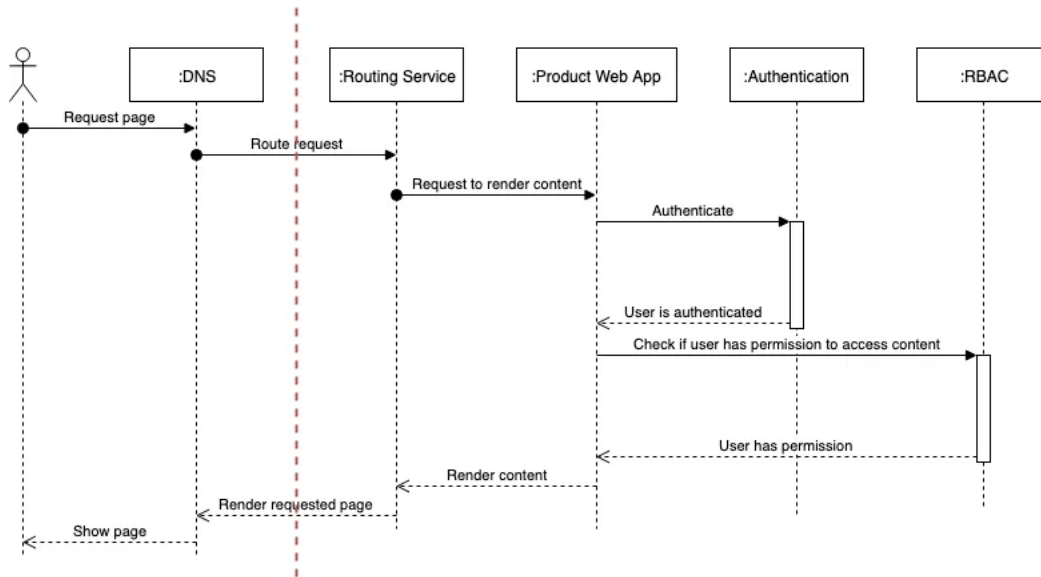 :DNS
:Routing Service
:Product Web App
:Authentication
:RBAC
Request page
Route request
Request to render content
Authenticate
User is authenticated
Check if user has permission to access content
User has permission
Render content
Render requested page
Show page